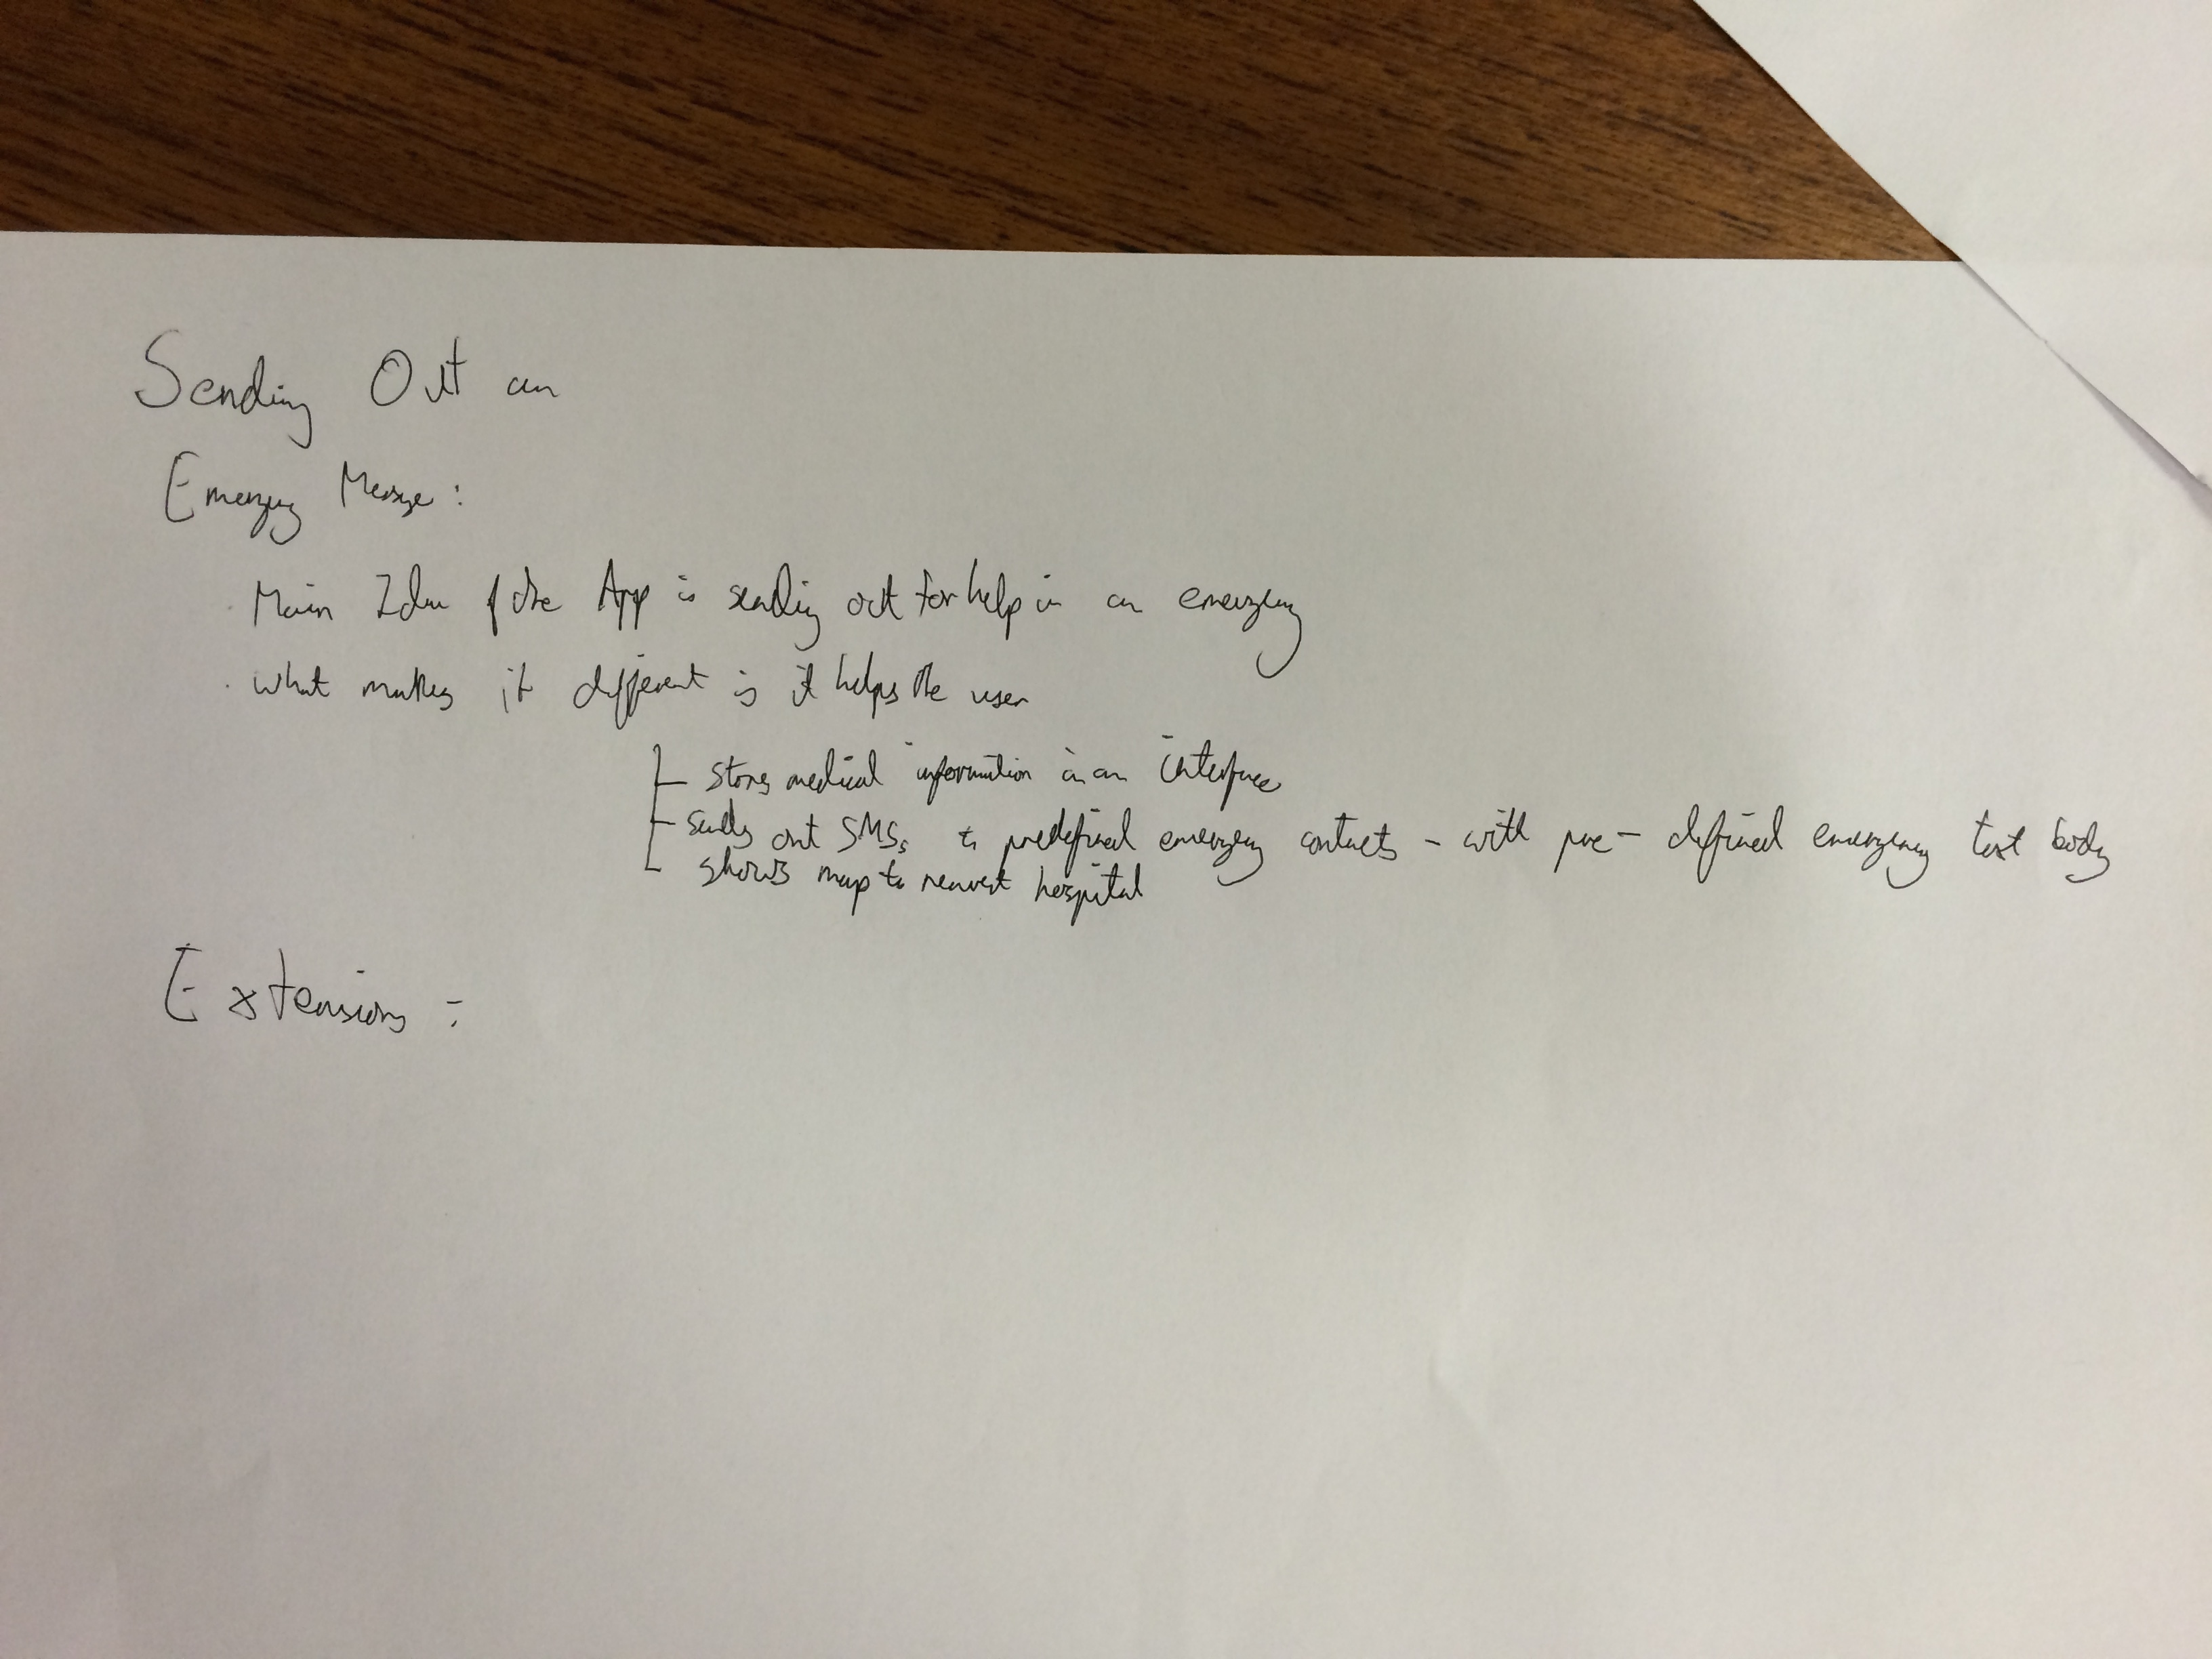 Sending Out an
Emergency Message :
. Main Idea of the App is sending out for help in an emergency
. what makes it different is it helps the user
- stores medical information in an interface
- sends out SMSs to predefined emergency contacts - with pre-defined emergency text body
- shows map to nearest hospital
Extensions :